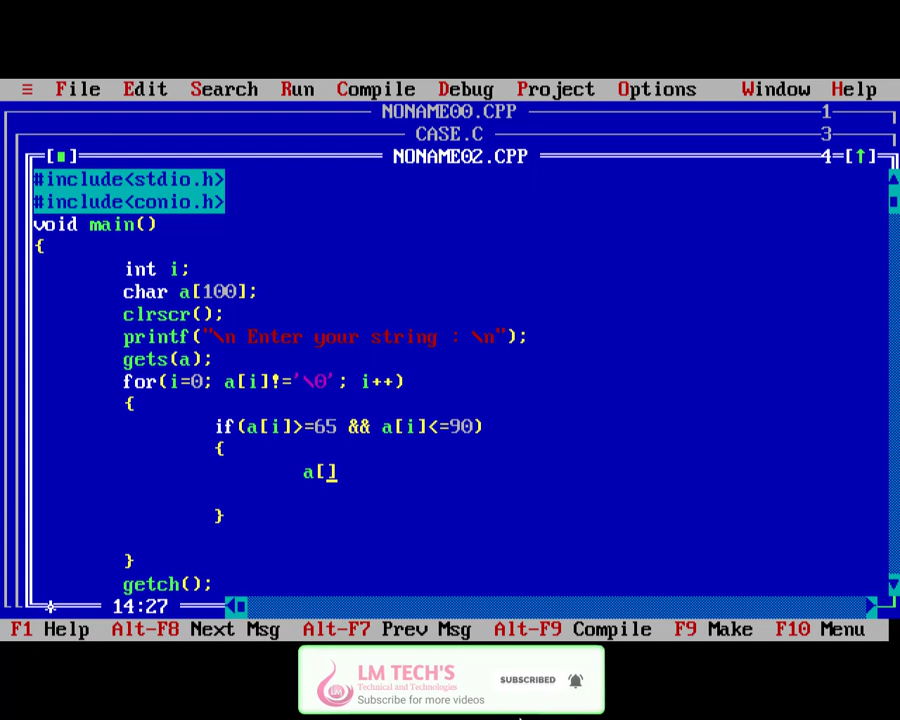 ≡ File Edit Search Run Compile Debug Project Options Window Help
NONAME00.CPP 1
CASE.C 3
[■] NONAME02.CPP 4=[↑]
#include<stdio.h>
#include<conio.h>
void main()
{
int i;
char a[100];
clrscr();
printf("\n Enter your string : \n");
gets(a);
for(i=0; a[i]!='\0'; i++)
{
if(a[i]>=65 && a[i]<=90)
{
a[]
}
}
getch();
14:27
F1 Help Alt-F8 Next Msg Alt-F7 Prev Msg Alt-F9 Compile F9 Make F10 Menu
LM TECH'S
Technical and Technologies
Subscribe for more videos
SUBSCRIBED
LM